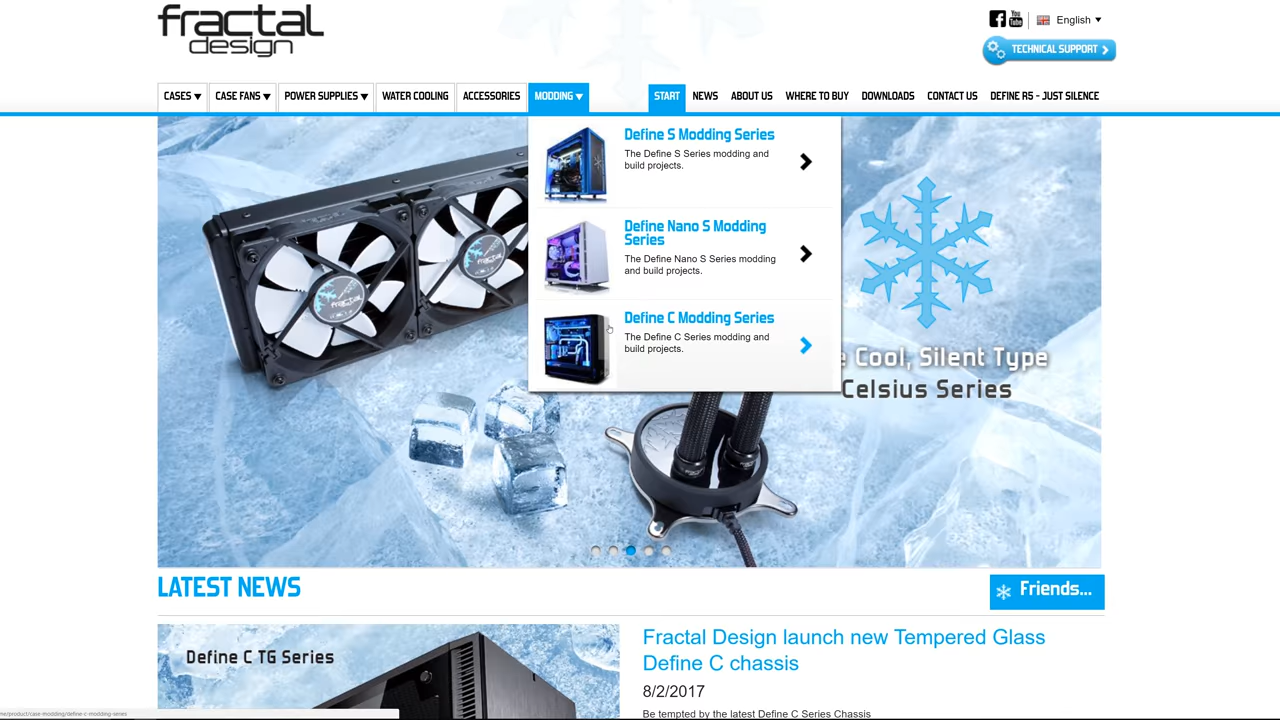 fractal
design
English
TECHNICAL SUPPORT
CASES
CASE FANS
POWER SUPPLIES
WATER COOLING
ACCESSORIES
MODDING
START
NEWS
ABOUT US
WHERE TO BUY
DOWNLOADS
CONTACT US
DEFINE R5 - JUST SILENCE
Define S Modding Series
The Define S Series modding and
build projects.
Define Nano S Modding
Series
The Define Nano S Series modding
and build projects.
Define C Modding Series
The Define C Series modding and
build projects.
fractal
fractal
e Cool, Silent Type
Celsius Series
LATEST NEWS
Friends...
Define C TG Series
Fractal Design launch new Tempered Glass
Define C chassis
8/2/2017
Be tempted by the latest Define C Series Chassis
me/product/case-modding/define-c-modding-series